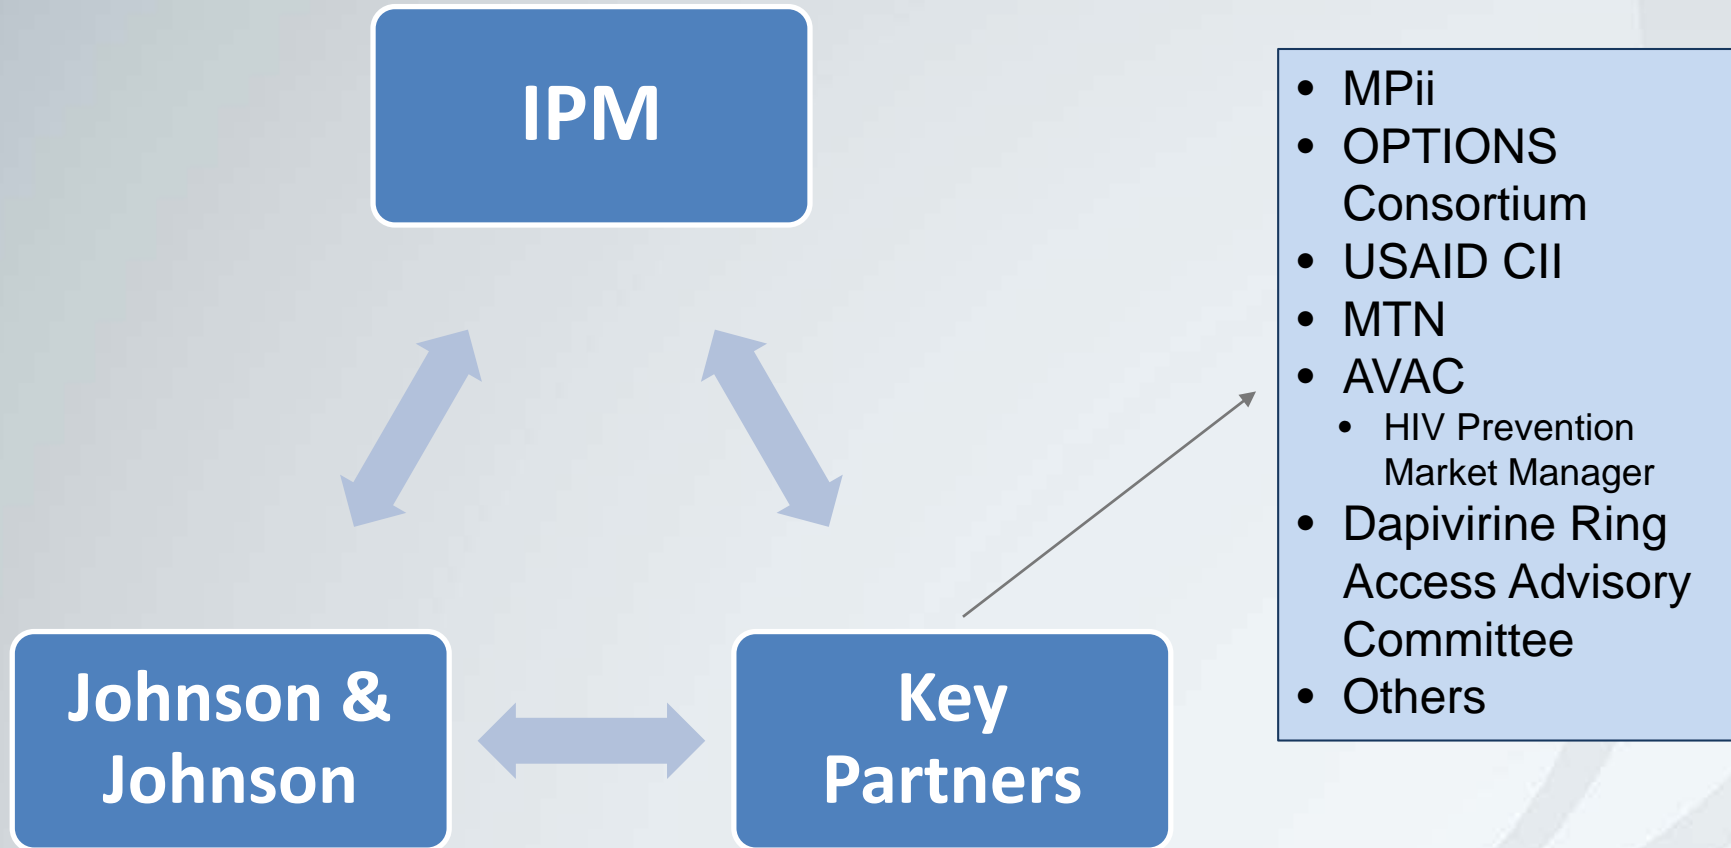 IPM
Johnson &
Johnson
Key
Partners
• MPii
• OPTIONS
Consortium
• USAID CII
• MTN
• AVAC
• HIV Prevention
Market Manager
• Dapivirine Ring
Access Advisory
Committee
• Others